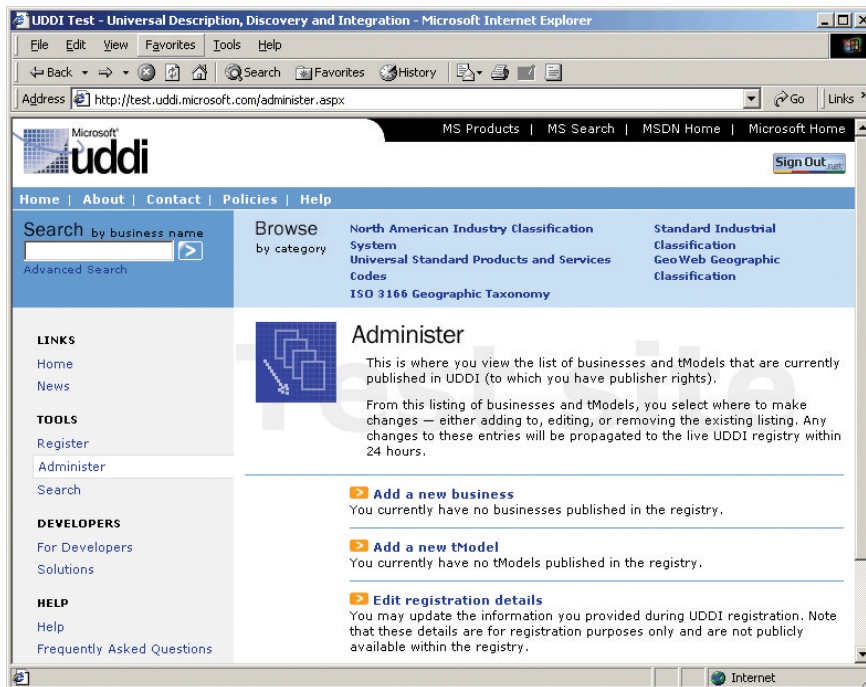 UDDI Test - Universal Description, Discovery and Integration - Microsoft Internet Explorer
File Edit View Favorites Tools Help
Back Search Favorites History
Address http://test.uddi.microsoft.com/administer.aspx Go Links »
MS Products | MS Search | MSDN Home | Microsoft Home
Microsoft
uddi
Sign Out.net
Home | About | Contact | Policies | Help
Search by business name
Advanced Search
Browse
by category
North American Industry Classification
System
Universal Standard Products and Services
Codes
ISO 3166 Geographic Taxonomy
Standard Industrial
Classification
GeoWeb Geographic
Classification
LINKS
Home
News
TOOLS
Register
Administer
Search
DEVELOPERS
For Developers
Solutions
HELP
Help
Frequently Asked Questions
Test-site
Administer
This is where you view the list of businesses and tModels that are currently
published in UDDI (to which you have publisher rights).
From this listing of businesses and tModels, you select where to make
changes — either adding to, editing, or removing the existing listing. Any
changes to these entries will be propagated to the live UDDI registry within
24 hours.
Add a new business
You currently have no businesses published in the registry.
Add a new tModel
You currently have no tModels published in the registry.
Edit registration details
You may update the information you provided during UDDI registration. Note
that these details are for registration purposes only and are not publicly
available within the registry.
Internet